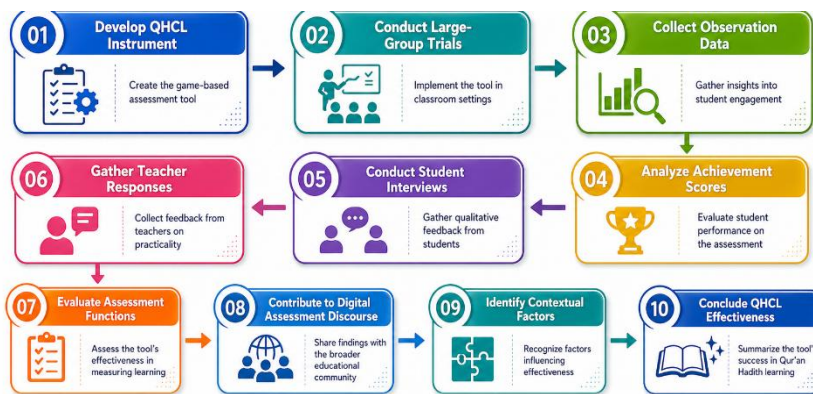 01
Develop QHCL
Instrument
Create the game-based
assessment tool
02
Conduct Large-
Group Trials
Implement the tool in
classroom settings
03
Collect Observation
Data
Gather insights into
student engagement
04
Analyze Achievement
Scores
Evaluate student
performance on
the assessment
05
Conduct Student
Interviews
Gather qualitative
feedback from
students
06
Gather Teacher
Responses
Collect feedback from
teachers on
practicality
07
Evaluate Assessment
Functions
Assess the tool's
effectiveness in
measuring learning
08
Contribute to Digital
Assessment Discourse
Share findings with
the broader
educational
community
09
Identify Contextual
Factors
Recognize factors
influencing
effectiveness
10
Conclude QHCL
Effectiveness
Summarize the tool'
success in Qur'an
Hadith learning